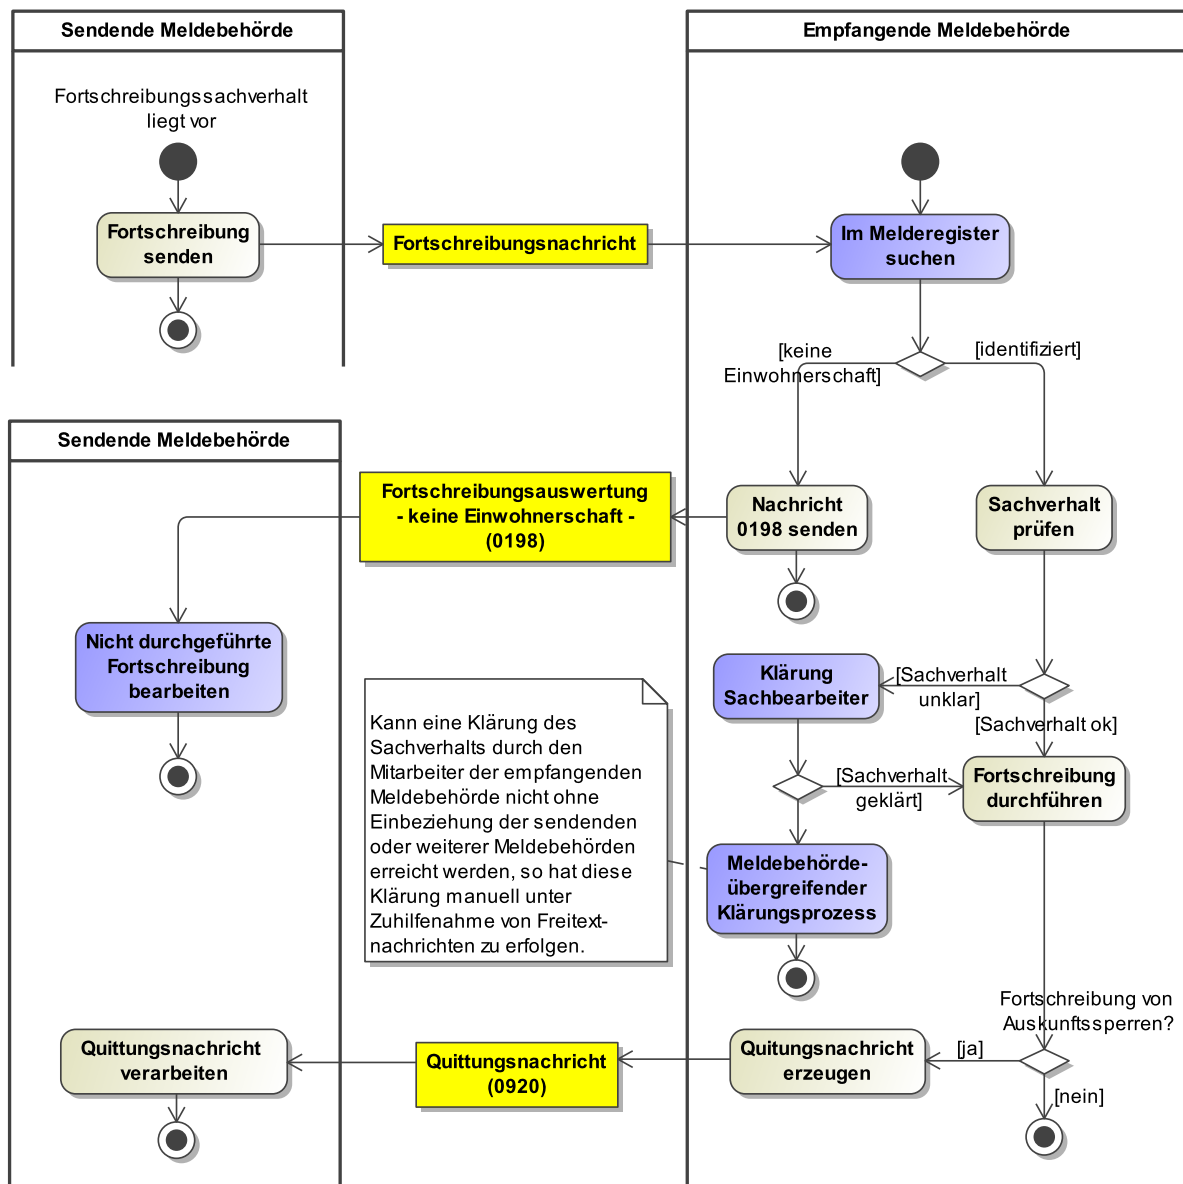 Sendende Meldebehörde
Empfangende Meldebehörde
Fortschreibungssachverhalt
liegt vor
Fortschreibung
senden
Fortschreibungsnachricht
Im Melderegister
suchen
[keine
Einwohnerschaft]
[identifiziert]
Sendende Meldebehörde
Fortschreibungsauswertung
- keine Einwohnerschaft -
(0198)
Nachricht
0198 senden
Sachverhalt
prüfen
Nicht durchgeführte
Fortschreibung
bearbeiten
Klärung
Sachbearbeiter
[Sachverhalt
unklar]
[Sachverhalt ok]
Kann eine Klärung des
Sachverhalts durch den
Mitarbeiter der empfangenden
Meldebehörde nicht ohne
Einbeziehung der sendenden
oder weiterer Meldebehörden
erreicht werden, so hat diese
Klärung manuell unter
Zuhilfenahme von Freitext-
nachrichten zu erfolgen.
[Sachverhalt
geklärt]
Fortschreibung
durchführen
Meldebehörde-
übergreifender
Klärungsprozess
Fortschreibung von
Auskunftssperren?
Quittungsnachricht
verarbeiten
Quittungsnachricht
(0920)
Quitungsnachricht
erzeugen
[ja]
[nein]